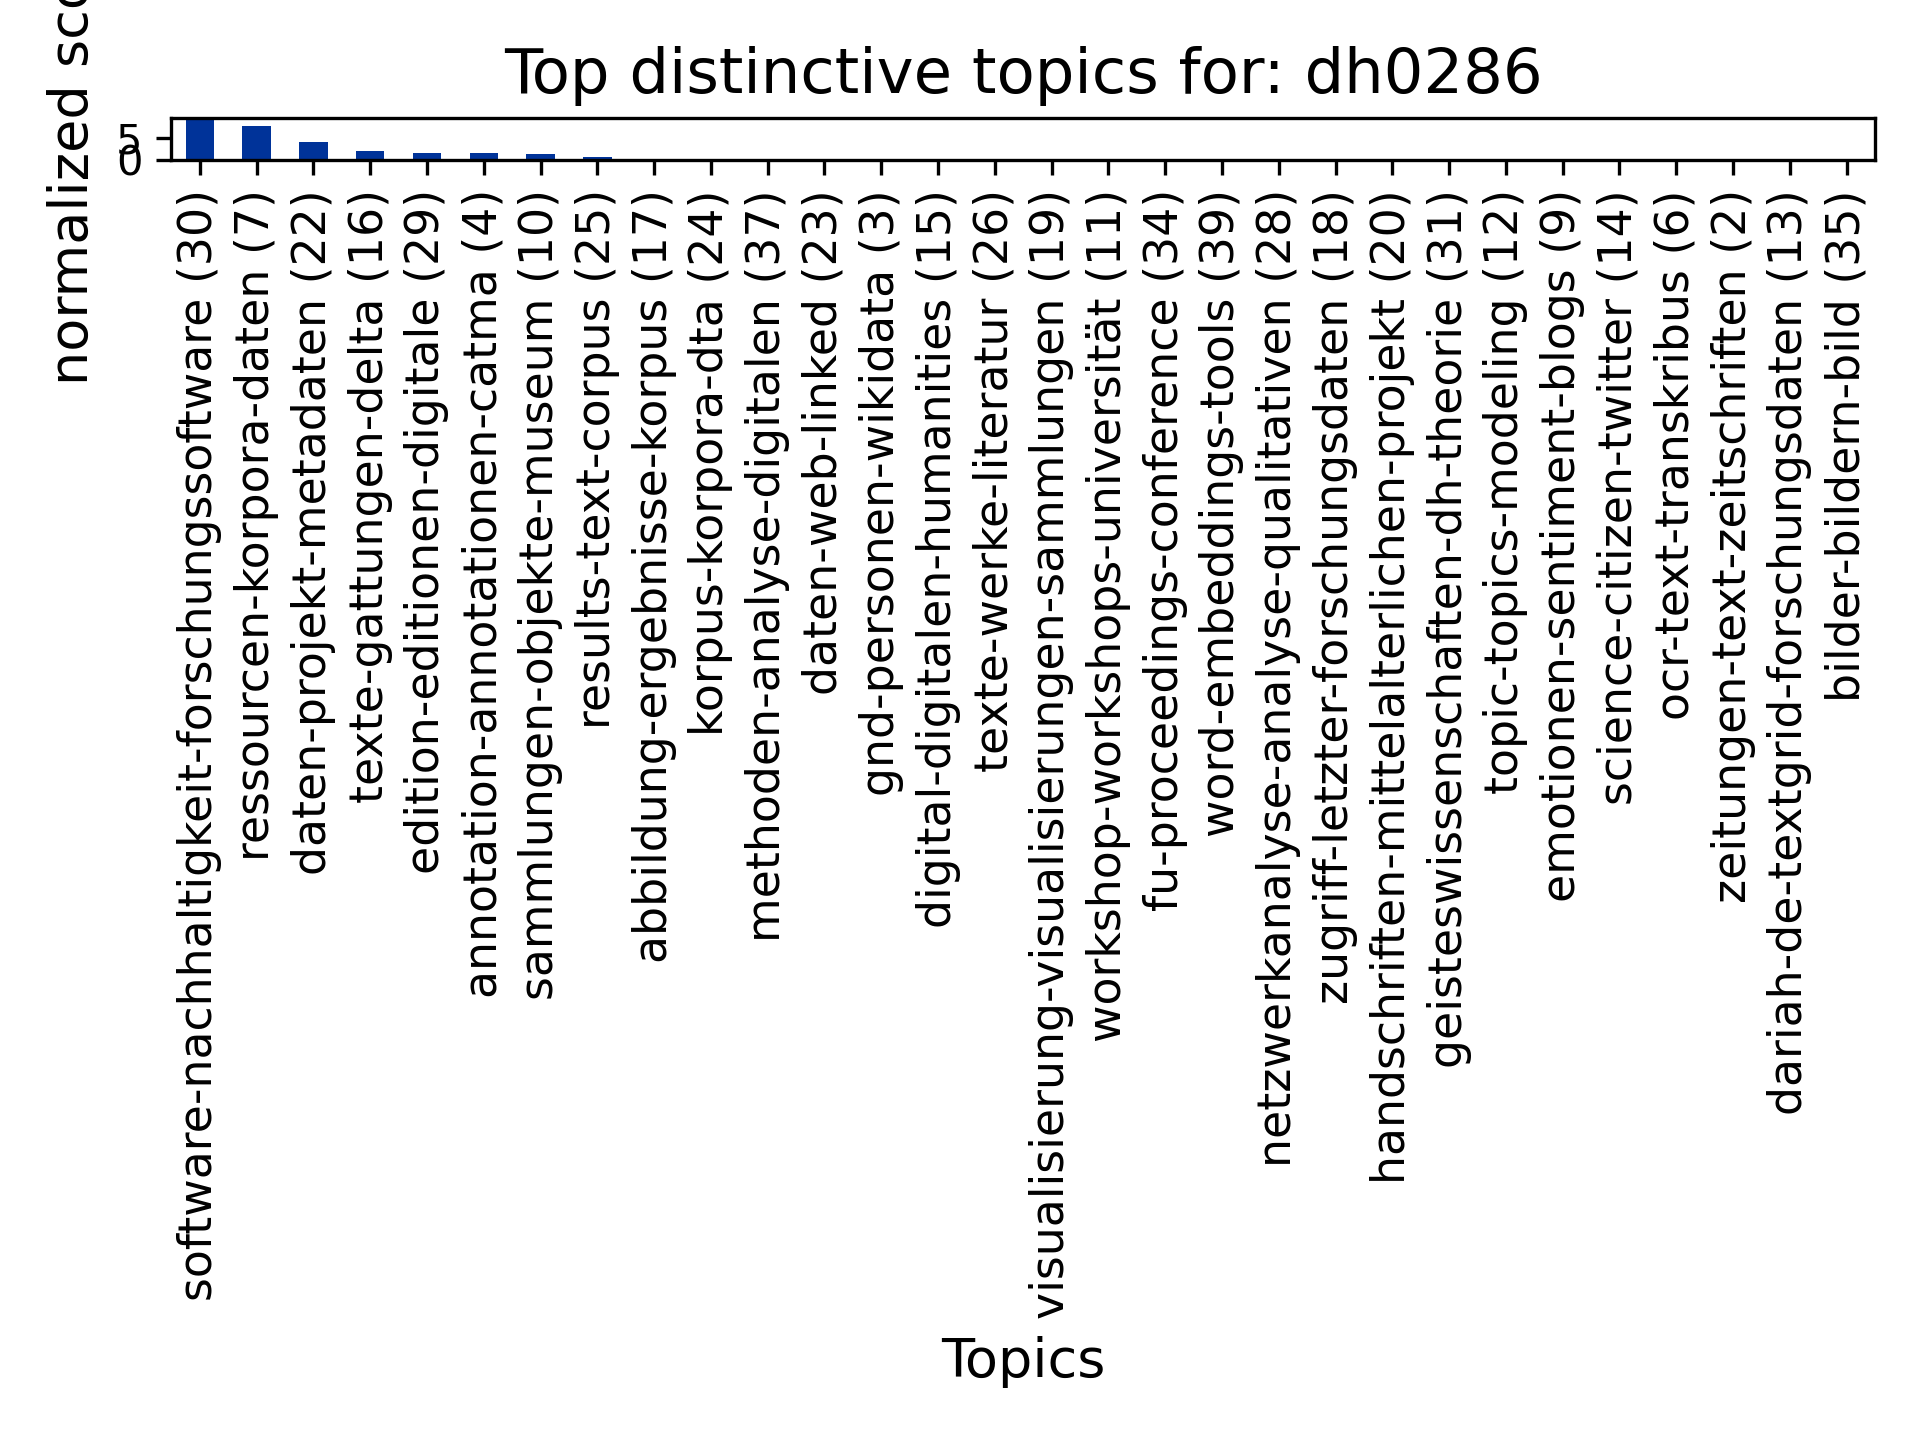 Top distinctive topics for: dh0286
normalized
5
0
software-nachhaltigkeit-forschungssoftware (30)
ressourcen-korpora-daten (7)
daten-projekt-metadaten (22)
texte-gattungen-delta (16)
edition-editionen-digitale (29)
annotation-annotationen-catma (4)
sammlungen-objekte-museum (10)
results-text-corpus (25)
abbildung-ergebnisse-korpus (17)
korpus-korpora-dta (24)
methoden-analyse-digitalen (37)
daten-web-linked (23)
gnd-personen-wikidata (3)
digital-digitalen-humanities (15)
texte-werke-literatur (26)
visualisierung-visualisierungen-sammlungen (19)
workshop-workshops-universität (11)
fu-proceedings-conference (34)
word-embeddings-tools (39)
netzwerkanalyse-analyse-qualitativen (28)
zugriff-letzter-forschungsdaten (18)
handschriften-mittelalterlichen-projekt (20)
geisteswissenschaften-dh-theorie (31)
topic-topics-modeling (12)
emotionen-sentiment-blogs (9)
science-citizen-twitter (14)
ocr-text-transkribus (6)
zeitungen-text-zeitschriften (2)
dariah-de-textgrid-forschungsdaten (13)
bilder-bildern-bild (35)
Topics